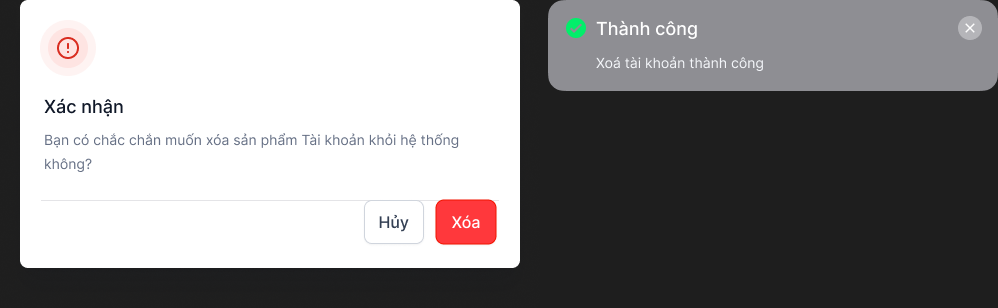 Xác nhận
Bạn có chắc chắn muốn xóa sản phẩm Tài khoản khỏi hệ thống
không?
Hủy
Xóa
Thành công
Xoá tài khoản thành công